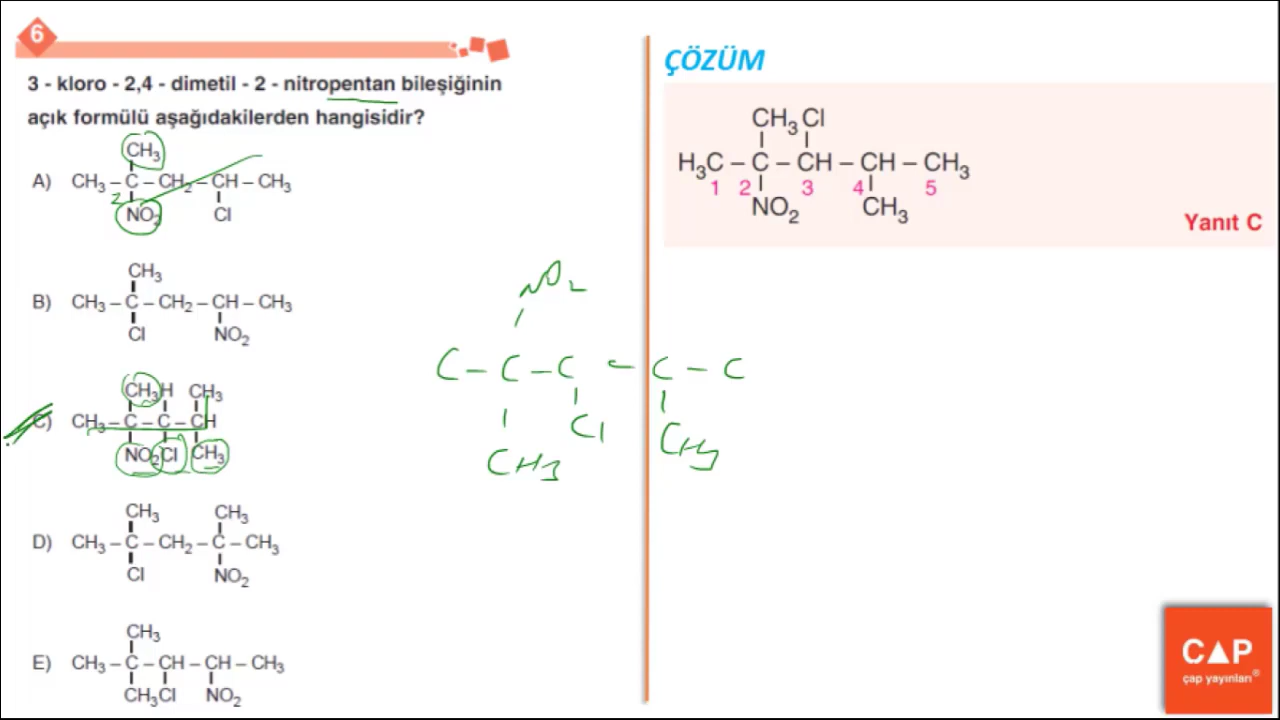 6
3 - kloro - 2,4 - dimetil - 2 - nitropentan bileşiğinin
açık formülü aşağıdakilerden hangisidir?
CH₃
A) CH₃ – C – CH₂ – CH – CH₃
2
NO₂ Cl
CH₃
B) CH₃ – C – CH₂ – CH – CH₃
Cl NO₂
CH₃ H CH₃
C) CH₃ – C – C – CH
NO₂ Cl CH₃
CH₃ CH₃
D) CH₃ – C – CH₂ – C – CH₃
Cl NO₂
CH₃
E) CH₃ – C – CH – CH – CH₃
CH₃ Cl NO₂
NO₂
C – C – C – C – C
Cl CH₃
CH₃
ÇÖZÜM
CH₃ Cl
H₃C – C – CH – CH – CH₃
1 2 3 4 5
NO₂ CH₃
Yanıt C
ÇAP
çap yayınları®